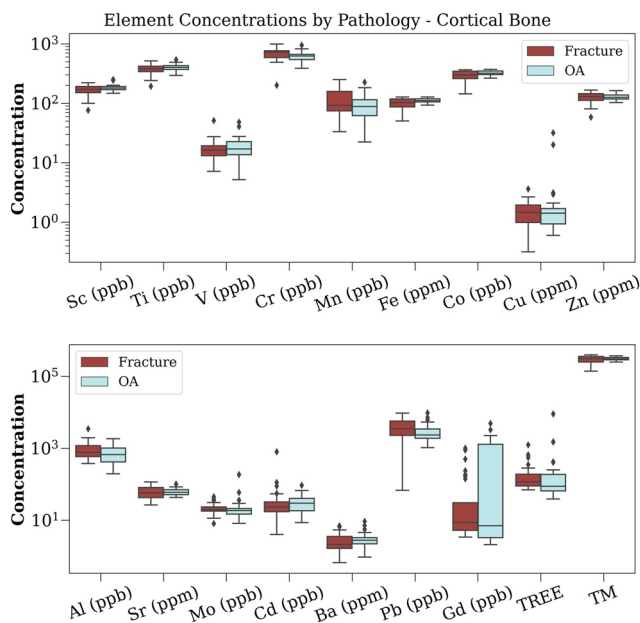 Element Concentrations by Pathology - Cortical Bone
Concentration
10³
10²
10¹
10⁰
Fracture
OA
Sc (ppb) Ti (ppb) V (ppb) Cr (ppb) Mn (ppb) Fe (ppm) Co (ppb) Cu (ppm) Zn (ppm)
Concentration
10⁵
10³
10¹
Fracture
OA
Al (ppb) Sr (ppm) Mo (ppb) Cd (ppb) Ba (ppm) Pb (ppb) Gd (ppb) TREE TM